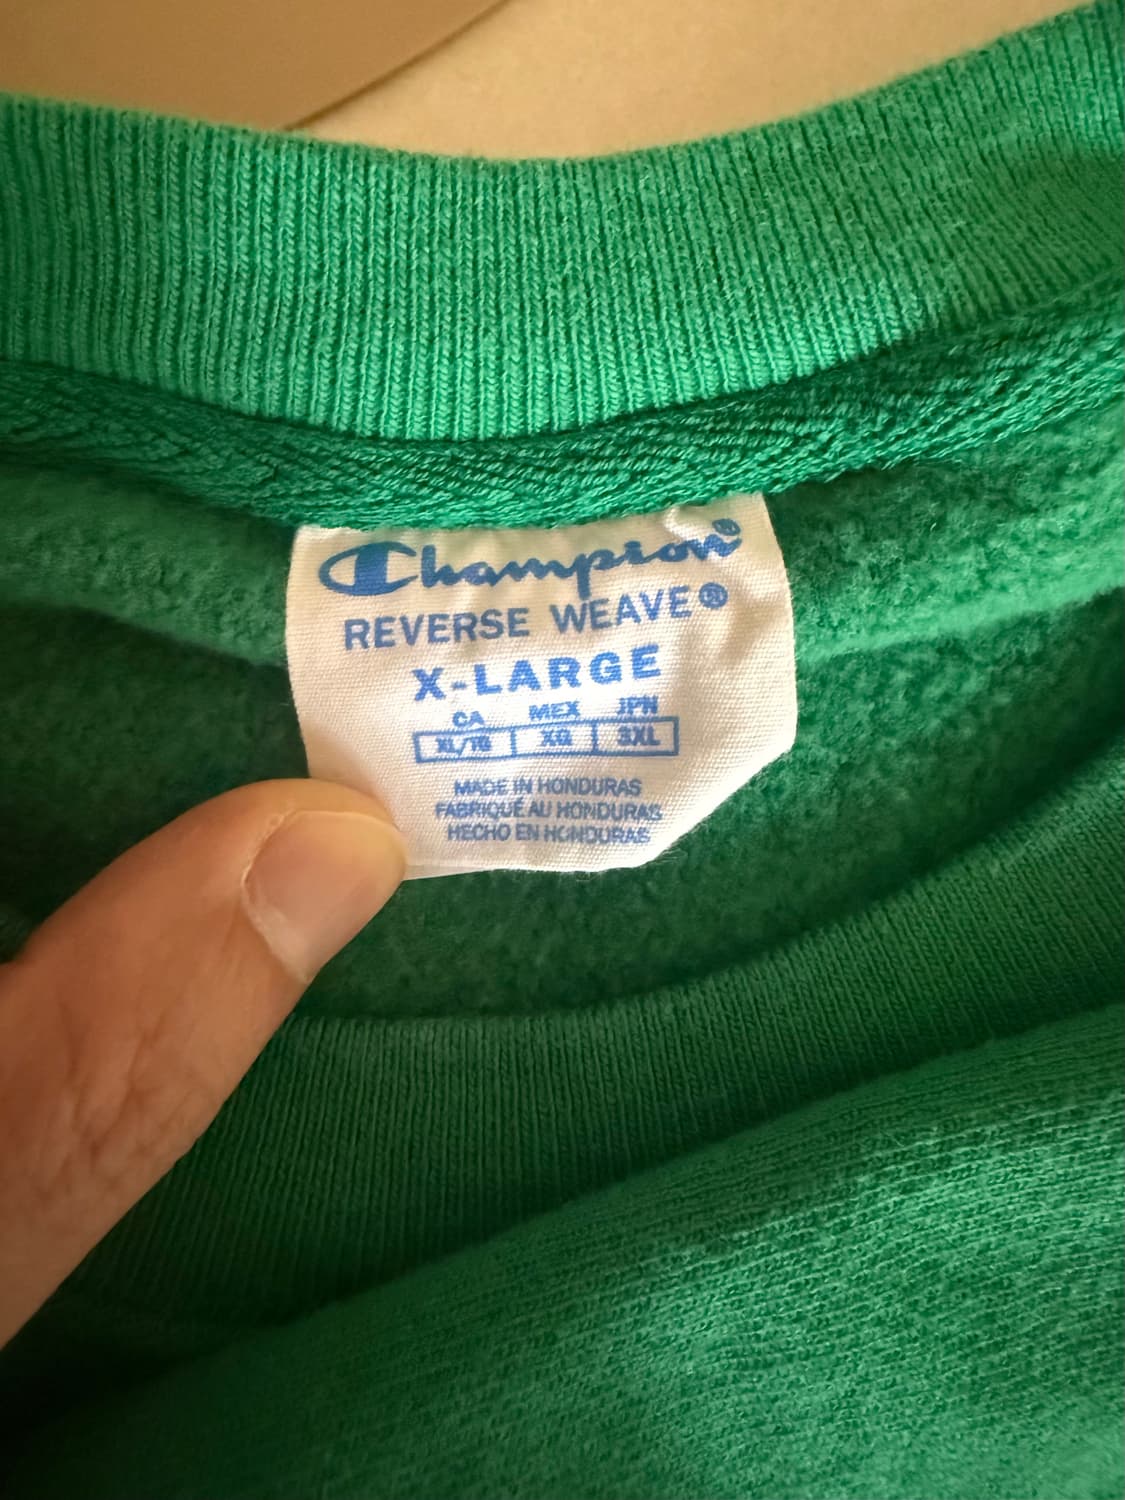 Champion®
REVERSE WEAVE®
X-LARGE
CA MEX JPN
XL/TG XG 3XL
MADE IN HONDURAS
FABRIQUÉ AU HONDURAS
HECHO EN HONDURAS